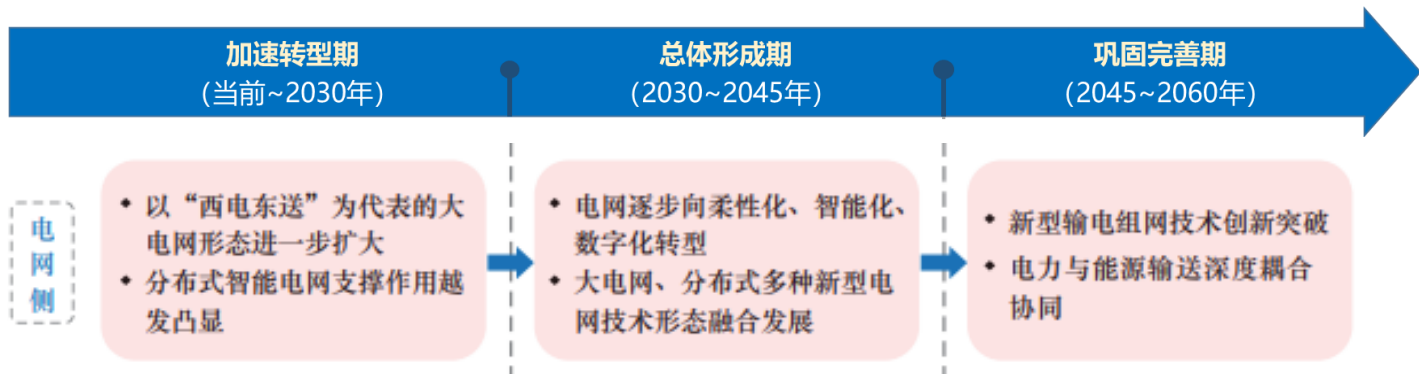 加速转型期
(当前~2030年)
总体形成期
(2030~2045年)
巩固完善期
(2045~2060年)
电网侧
◆ 以“西电东送”为代表的大
电网形态进一步扩大
◆ 分布式智能电网支撑作用越
发凸显
◆ 电网逐步向柔性化、智能化、
数字化转型
◆ 大电网、分布式多种新型电
网技术形态融合发展
◆ 新型输电组网技术创新突破
◆ 电力与能源输送深度耦合
协同